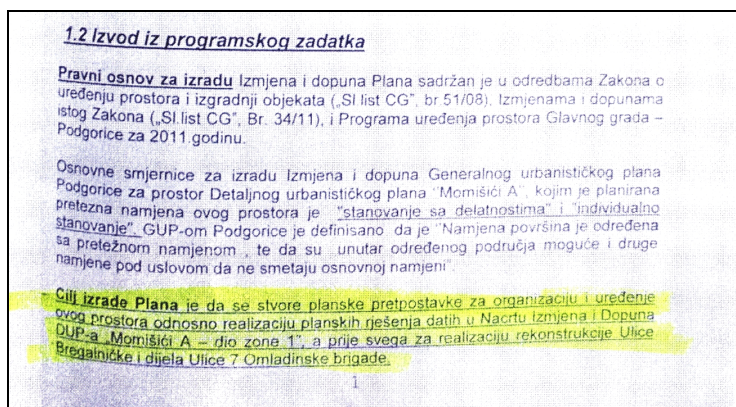 1.2 Izvod iz programskog zadatka
Pravni osnov za izradu Izmjena i dopuna Plana sadržan je u odredbama Zakona o
uređenju prostora i izgradnji objekata („Sl.list CG", br 51/08). Izmjenama i dopunama
istog Zakona („Sl.list CG", Br. 34/11), i Programa uređenja prostora Glavnog grada –
Podgorice za 2011.godinu.
Osnovne smjernice za izradu Izmjena i dopuna Generalnog urbanističkog plana
Podgorice za prostor Detaljnog urbanističkog plana "Momišići A", kojim je planirana
pretezna namjena ovog prostora je "stanovanje sa delatnostima" i "individualno
stanovanje". GUP-om Podgorice je definisano da je "Namjena površina je određena
sa pretežnom namjenom , te da su unutar određenog područja moguće i druge
namjene pod uslovom da ne smetaju osnovnoj namjeni".
Cilj izrade Plana je da se stvore planske pretpostavke za organizaciju i uređenje
ovog prostora odnosno realizaciju planskih rješenja datih u Nacrtu Izmjena i Dopuna
DUP-a „Momišići A – dio zone 1", a prije svega za realizaciju rekonstrukcije Ulice
Bregalničke i dijela Ulice 7 Omladinske brigade.
1